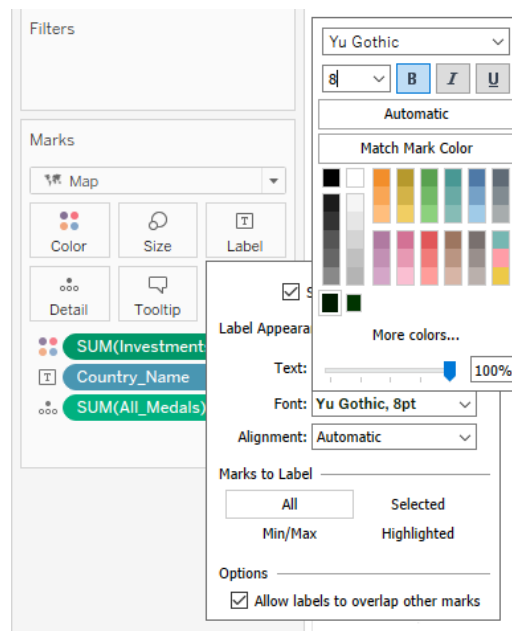 Filters
Marks
Map
Color
Size
T
Label
Detail
Tooltip
SUM(Investment
T
Country_Name
SUM(All_Medals)
Yu Gothic
8
B I U
Automatic
Match Mark Color
More colors...
100%
S
Label Appeara
Text:
Font: Yu Gothic, 8pt
Alignment: Automatic
Marks to Label
All Selected
Min/Max Highlighted
Options
Allow labels to overlap other marks